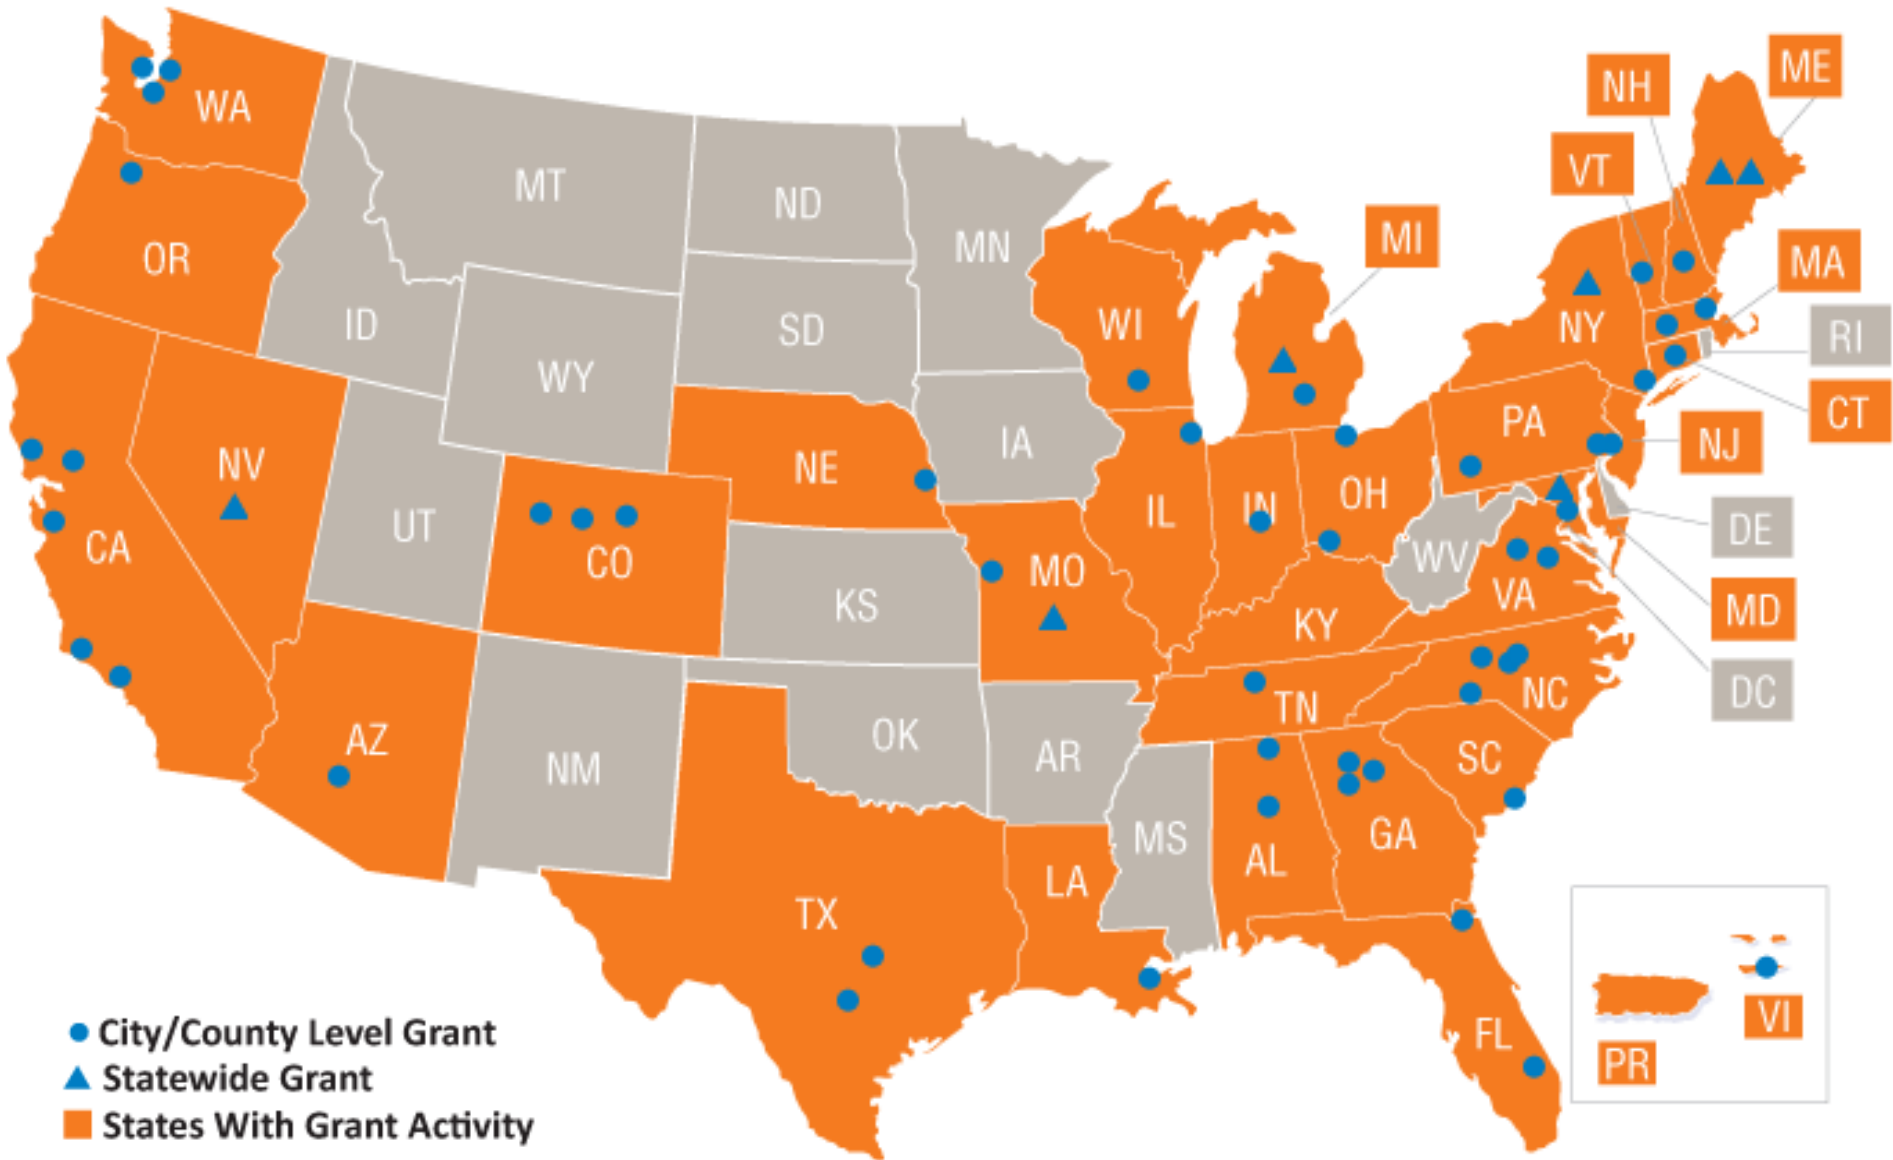 ME
NH
WA
VT
MT
ND
MI
MN
OR
MA
ID
SD
WI
NY
RI
WY
CT
PA
NJ
IA
NV
NE
OH
IL
IN
UT
CA
CO
DE
WV
MO
KS
VA
MD
KY
DC
NC
TN
AZ
OK
NM
AR
SC
MS
GA
AL
LA
TX
VI
FL
PR
City/County Level Grant
Statewide Grant
States With Grant Activity